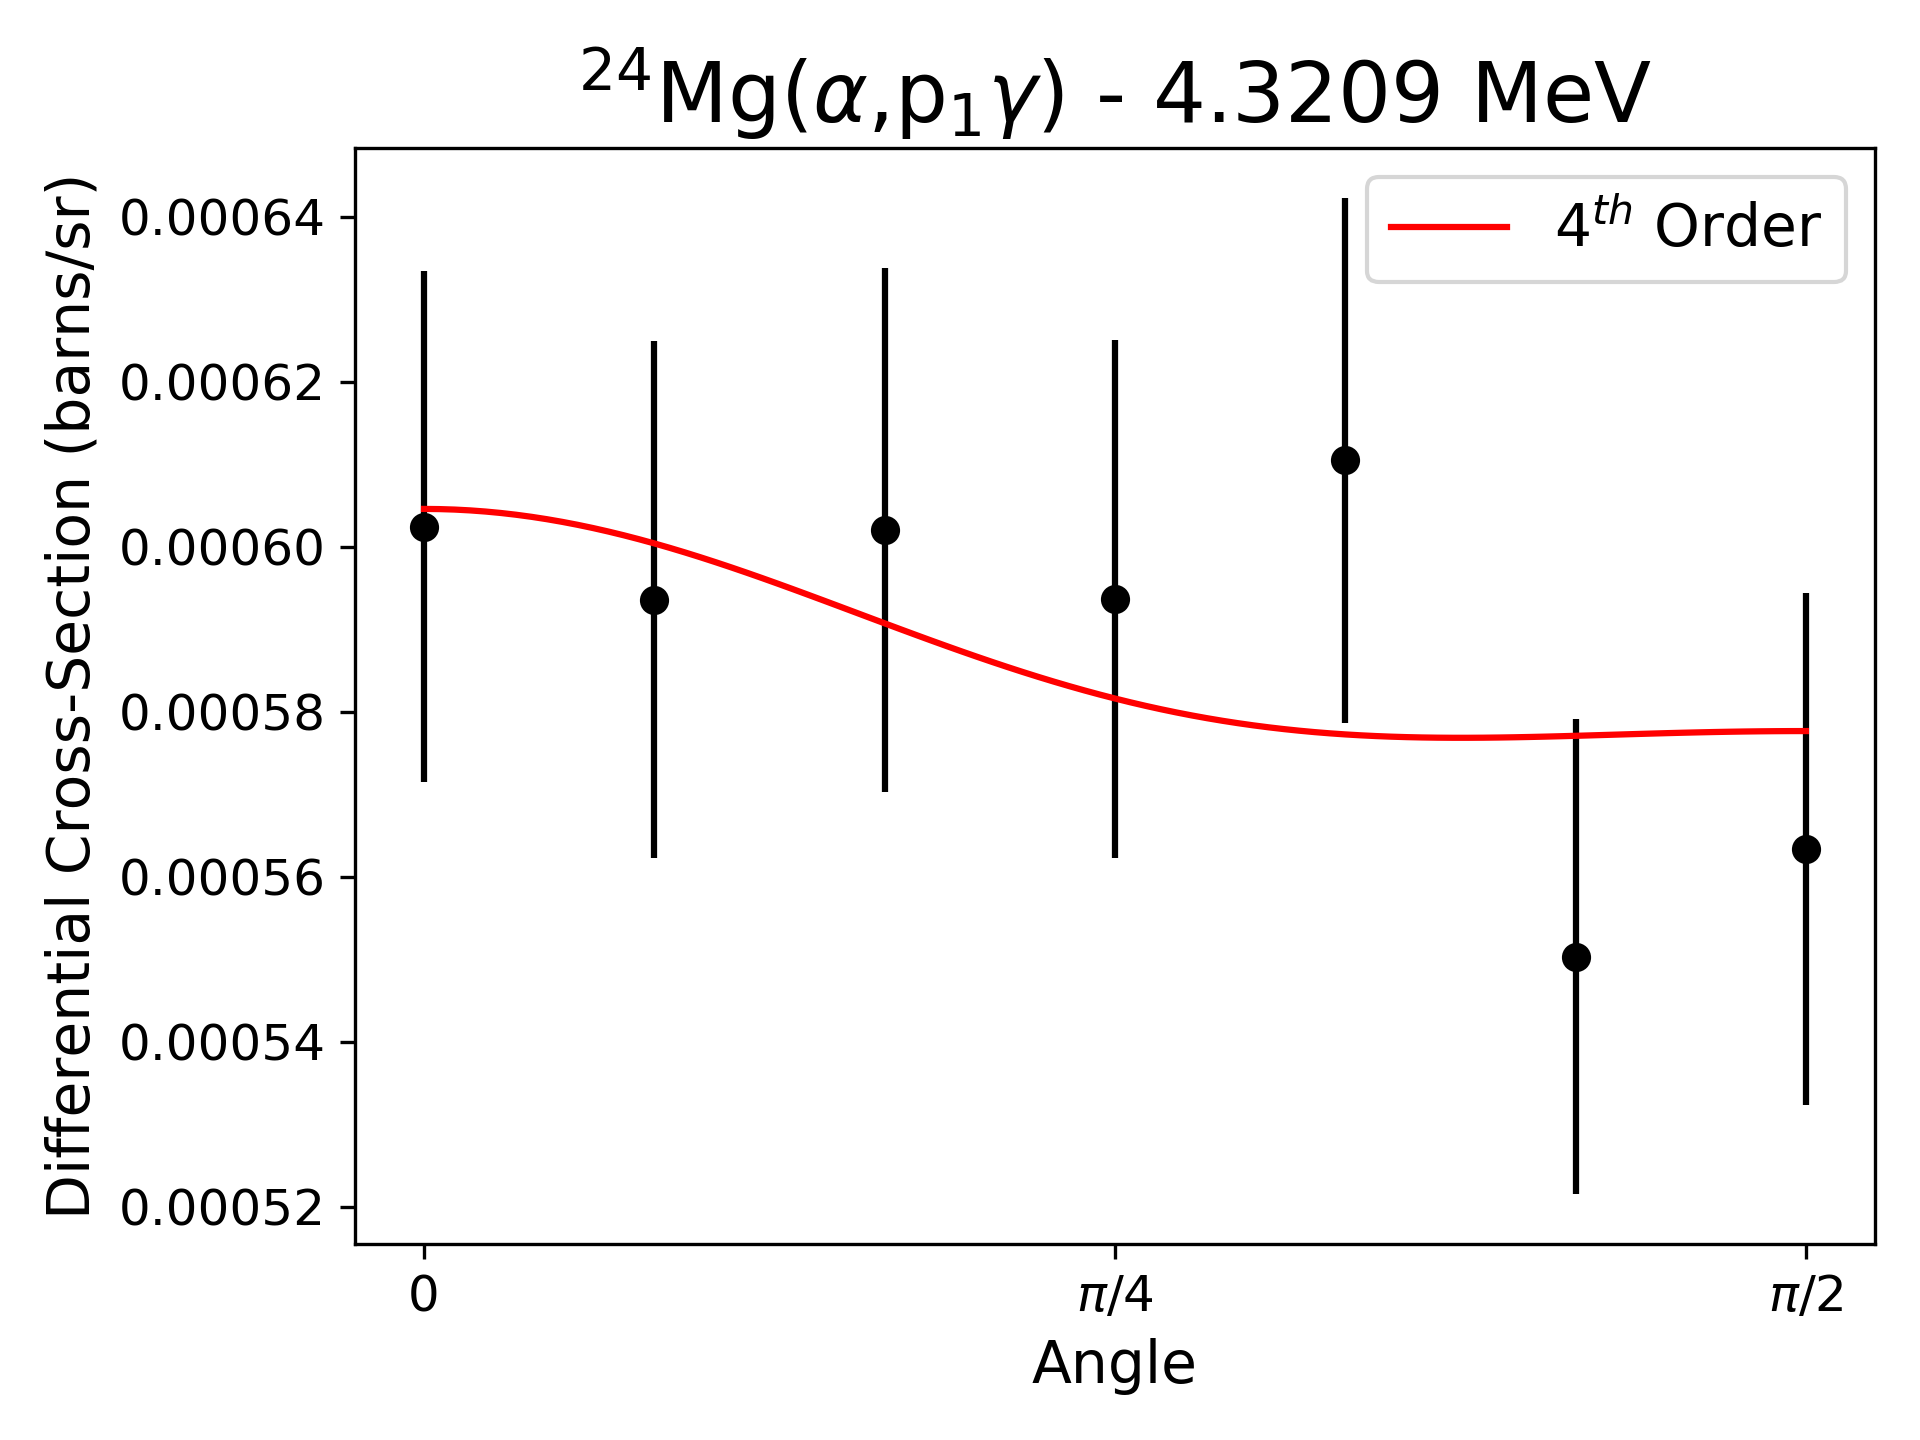 ²⁴Mg(α,p₁γ) - 4.3209 MeV
4ᵗʰ Order
Differential Cross-Section (barns/sr)
0.00064
0.00062
0.00060
0.00058
0.00056
0.00054
0.00052
0 π/4 π/2
Angle